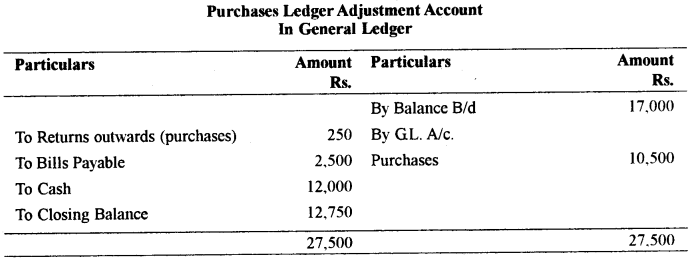 Purchases Ledger Adjustment Account
In General Ledger
Particulars Amount Particulars Amount
Rs. Rs.
By Balance B/d 17,000
To Returns outwards (purchases) 250 By G.L. A/c.
To Bills Payable 2,500 Purchases 10,500
To Cash 12,000
To Closing Balance 12,750
27,500 27,500